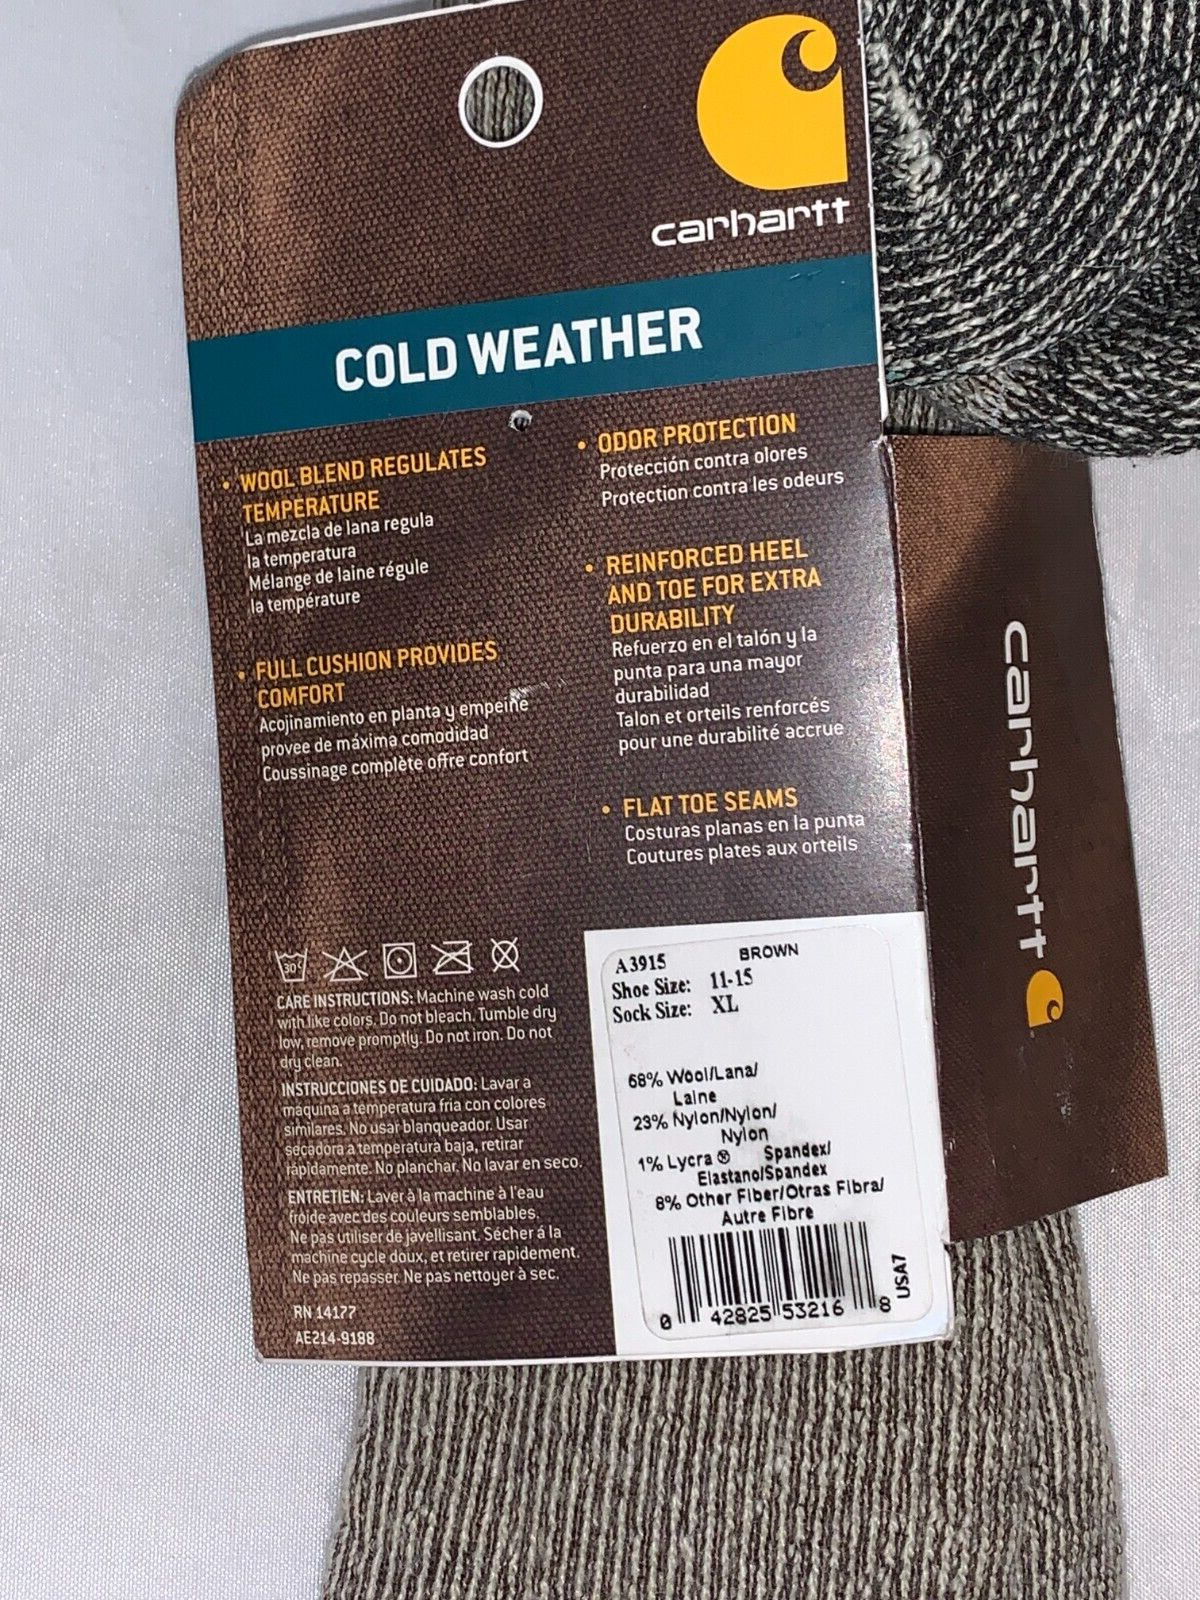 carhartt
COLD WEATHER
• WOOL BLEND REGULATES
TEMPERATURE
La mezcla de lana regula
la temperatura
Mélange de laine régule
la température
• FULL CUSHION PROVIDES
COMFORT
Acojinamiento en planta y empeine
provee de máxima comodidad
Coussinage complète offre confort
• ODOR PROTECTION
Protección contra olores
Protection contra les odeurs
• REINFORCED HEEL
AND TOE FOR EXTRA
DURABILITY
Refuerzo en el talón y la
punta para una mayor
durabilidad
Talon et orteils renforcés
pour une durabilité accrue
• FLAT TOE SEAMS
Costuras planas en la punta
Coutures plates aux orteils
30°
CARE INSTRUCTIONS: Machine wash cold
with like colors. Do not bleach. Tumble dry
low, remove promptly. Do not iron. Do not
dry clean.
INSTRUCCIONES DE CUIDADO: Lavar a
maquina a temperatura fria con colores
similares. No usar blanqueador. Usar
secadora a temperatura baja, retirar
rápidamente. No planchar. No lavar en seco.
ENTRETIEN: Laver à la machine à l'eau
froide avec des couleurs semblables.
Ne pas utiliser de javellisant. Sécher á la
machine cycle doux, et retirer rapidement.
Ne pas repasser. Ne pas nettoyer à sec.
RN 14177
AE214-9188
A3915 BROWN
Shoe Size: 11-15
Sock Size: XL
68% Wool/Lana/
Laine
23% Nylon/Nylon/
Nylon
1% Lycra ® Spandex/
Elastano/Spandex
8% Other Fiber/Otras Fibra/
Autre Fibre
0 42825 53216 8
USA7
carhartt